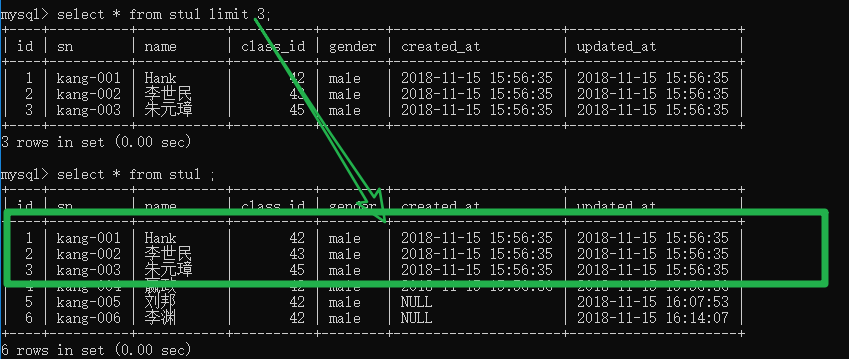 mysql> select * from stu1 limit 3;
+----+----------+--------+----------+--------+---------------------+---------------------+
| id | sn | name | class_id | gender | created_at | updated_at |
+----+----------+--------+----------+--------+---------------------+---------------------+
| 1 | kang-001 | Hank | 42 | male | 2018-11-15 15:56:35 | 2018-11-15 15:56:35 |
| 2 | kang-002 | 李世民 | 43 | male | 2018-11-15 15:56:35 | 2018-11-15 15:56:35 |
| 3 | kang-003 | 朱元璋 | 45 | male | 2018-11-15 15:56:35 | 2018-11-15 15:56:35 |
+----+----------+--------+----------+--------+---------------------+---------------------+
3 rows in set (0.00 sec)
mysql> select * from stu1 ;
+----+----------+--------+----------+--------+---------------------+---------------------+
| id | sn | name | class_id | gender | created_at | updated_at |
+----+----------+--------+----------+--------+---------------------+---------------------+
| 1 | kang-001 | Hank | 42 | male | 2018-11-15 15:56:35 | 2018-11-15 15:56:35 |
| 2 | kang-002 | 李世民 | 43 | male | 2018-11-15 15:56:35 | 2018-11-15 15:56:35 |
| 3 | kang-003 | 朱元璋 | 45 | male | 2018-11-15 15:56:35 | 2018-11-15 15:56:35 |
| 4 | kang-004 | 42 | male |
| 5 | kang-005 | 刘邦 | 42 | male | NULL | 2018-11-15 16:07:53 |
| 6 | kang-006 | 李渊 | 42 | male | NULL | 2018-11-15 16:14:07 |
+----+----------+--------+----------+--------+---------------------+---------------------+
6 rows in set (0.00 sec)